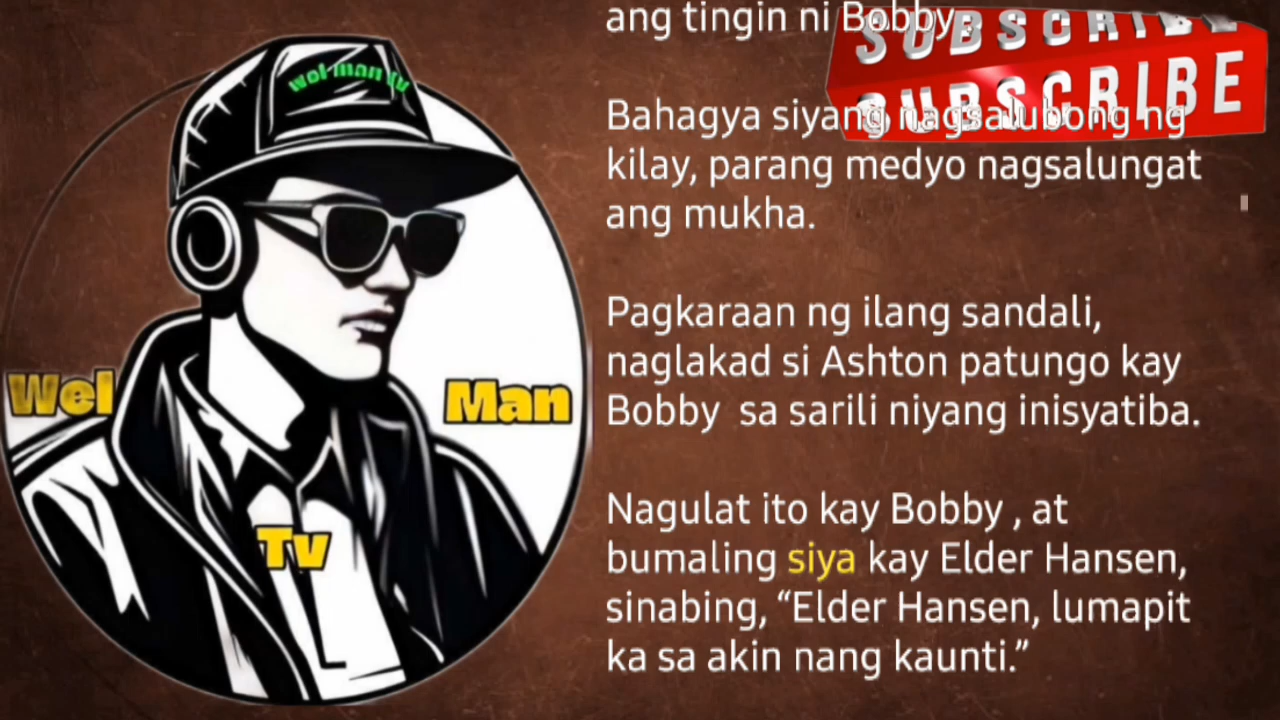 wel man tv
Wel
Man
Tv
ang tingin ni Bobby.
SUBSCRIBE
SUBSCRIBE
Bahagya siyang nagsalubong ng
kilay, parang medyo nagsalungat
ang mukha.
Pagkaraan ng ilang sandali,
naglakad si Ashton patungo kay
Bobby  sa sarili niyang inisyatiba.
Nagulat ito kay Bobby , at
bumaling siya kay Elder Hansen,
sinabing, “Elder Hansen, lumapit
ka sa akin nang kaunti.”